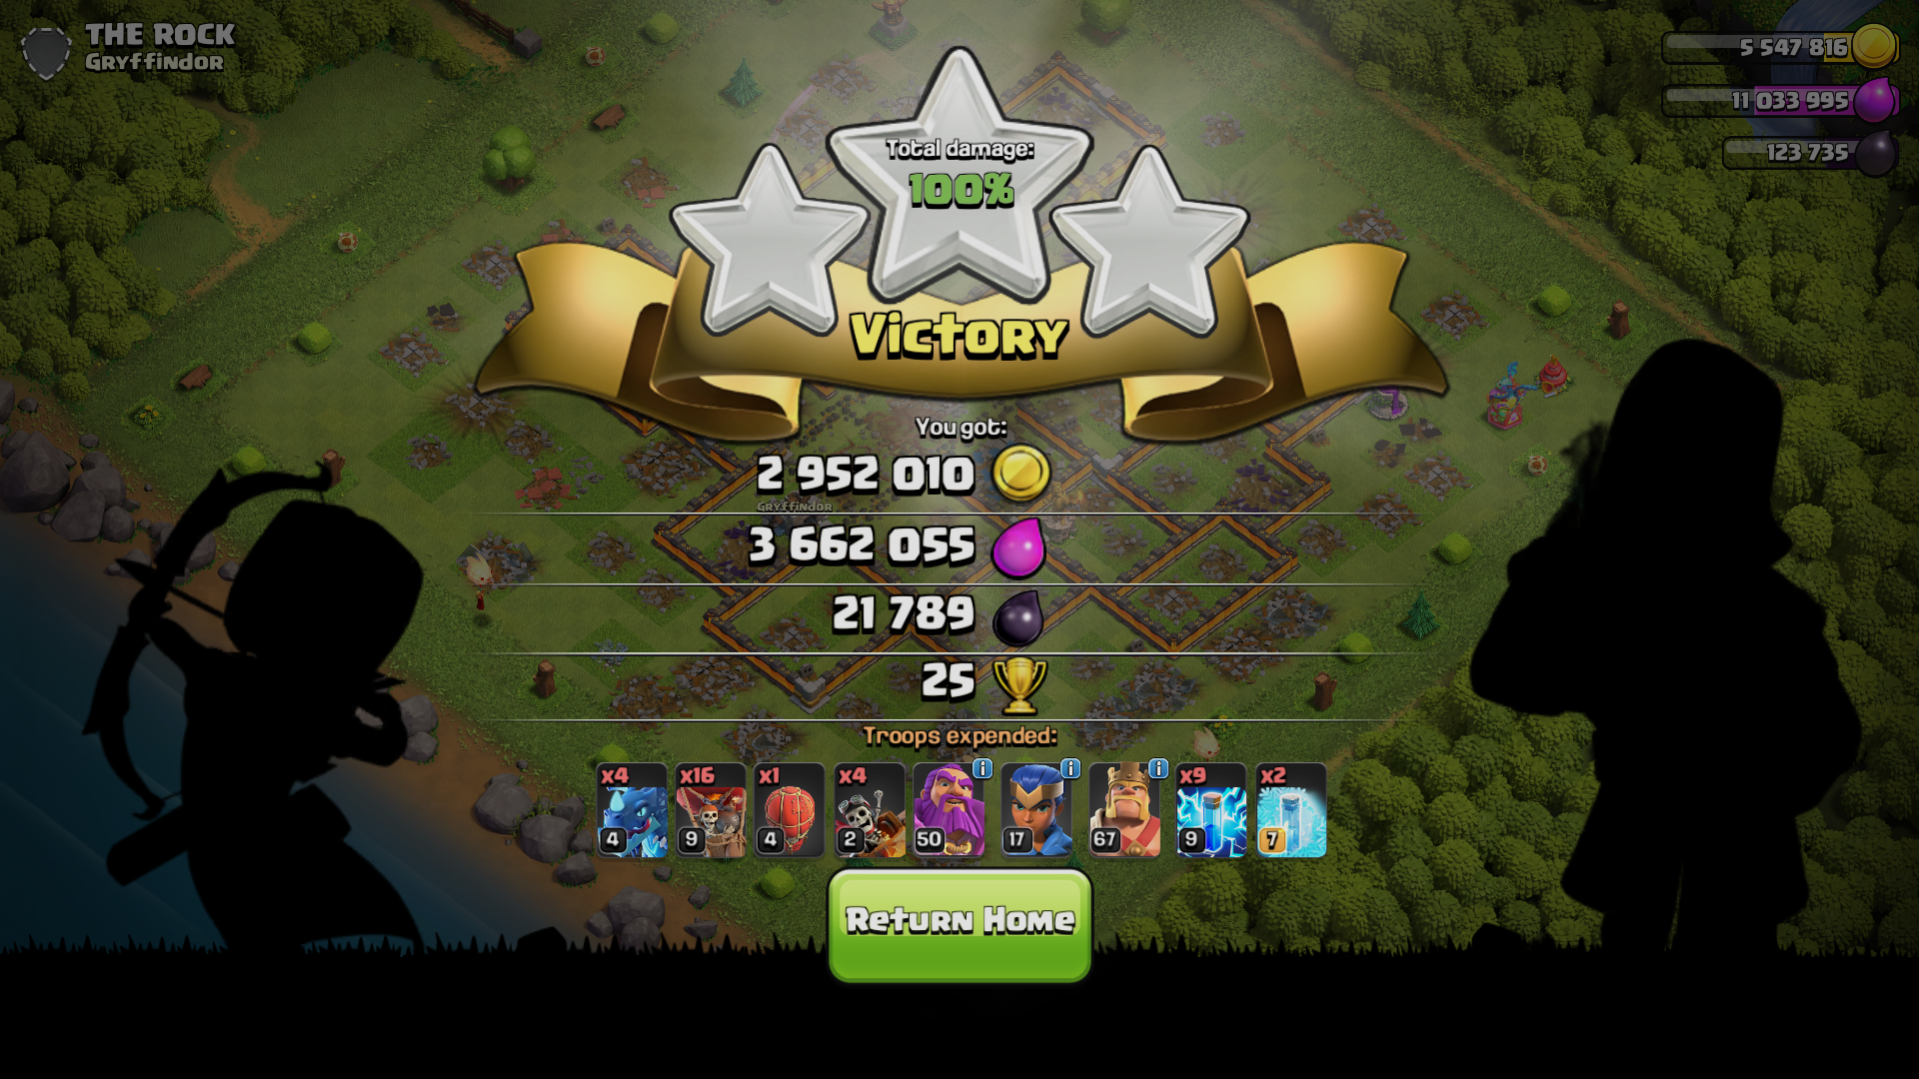 THE ROCK
Gryffindor
5 547 816
11 033 995
123 735
Total damage:
100%
Victory
You got:
2 952 010
Gryffindor
3 662 055
21 789
25
Troops expended:
x4 x16 x1 x4 i i i x9 x2
4 9 4 2 50 17 67 9 7
Return Home